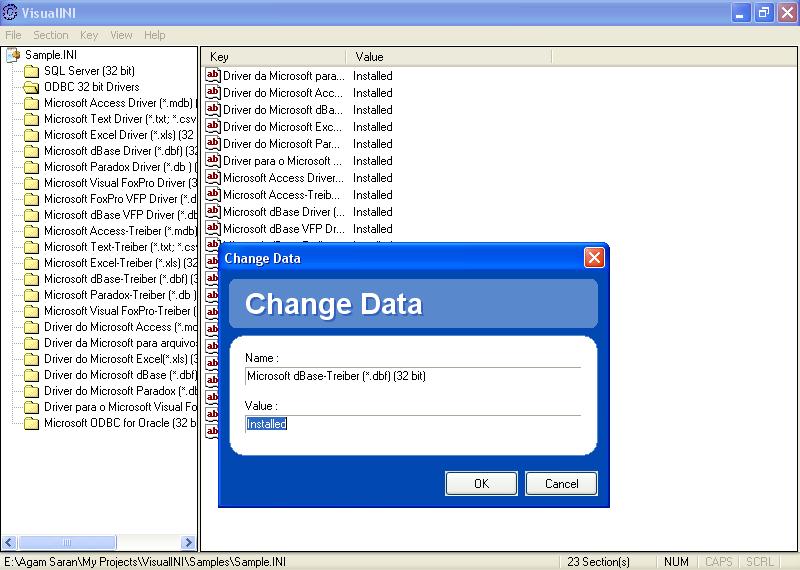 VisualINI
File Section Key View Help
Sample.INI
SQL Server (32 bit)
ODBC 32 bit Drivers
Microsoft Access Driver (*.mdb) (
Microsoft Text Driver (*.txt; *.csv
Microsoft Excel Driver (*.xls) (32
Microsoft dBase Driver (*.dbf) (32
Microsoft Paradox Driver (*.db ) (
Microsoft Visual FoxPro Driver (3
Microsoft FoxPro VFP Driver (*.d
Microsoft dBase VFP Driver (*.d
Microsoft Access-Treiber (*.mdb)
Microsoft Text-Treiber (*.txt; *.csv
Microsoft Excel-Treiber (*.xls) (32
Microsoft dBase-Treiber (*.dbf) (3
Microsoft Paradox-Treiber (*.db )
Microsoft Visual FoxPro-Treiber (
Driver do Microsoft Access (*.mc
Driver da Microsoft para arquivos
Driver do Microsoft Excel(*.xls) (3
Driver do Microsoft dBase (*.dbf)
Driver do Microsoft Paradox (*.db
Driver para o Microsoft Visual Fo
Microsoft ODBC for Oracle (32 b
Key Value
Driver da Microsoft para... Installed
Driver do Microsoft Acc... Installed
Driver do Microsoft dBa... Installed
Driver do Microsoft Exc... Installed
Driver do Microsoft Par... Installed
Driver para o Microsoft ... Installed
Microsoft Access Driver... Installed
Microsoft Access-Treib... Installed
Microsoft dBase Driver (... Installed
Microsoft dBase VFP Dr... Installed
Change Data
Change Data
Name :
Microsoft dBase-Treiber (*.dbf) (32 bit)
Value :
Installed
OK Cancel
E:\Agam Saran\My Projects\VisualINI\Samples\Sample.INI 23 Section(s) NUM CAPS SCRL